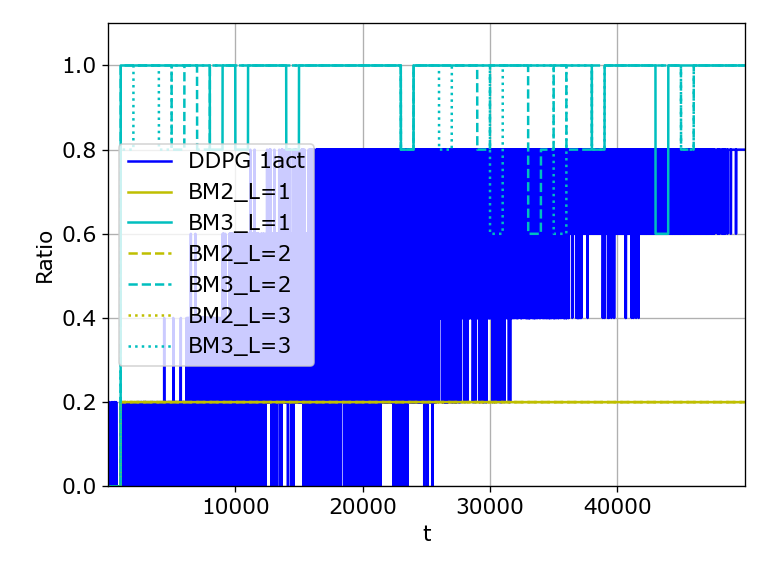 1.0
0.8
0.6
0.4
0.2
0.0
Ratio
DDPG 1act
BM2_L=1
BM3_L=1
BM2_L=2
BM3_L=2
BM2_L=3
BM3_L=3
10000 20000 30000 40000
t